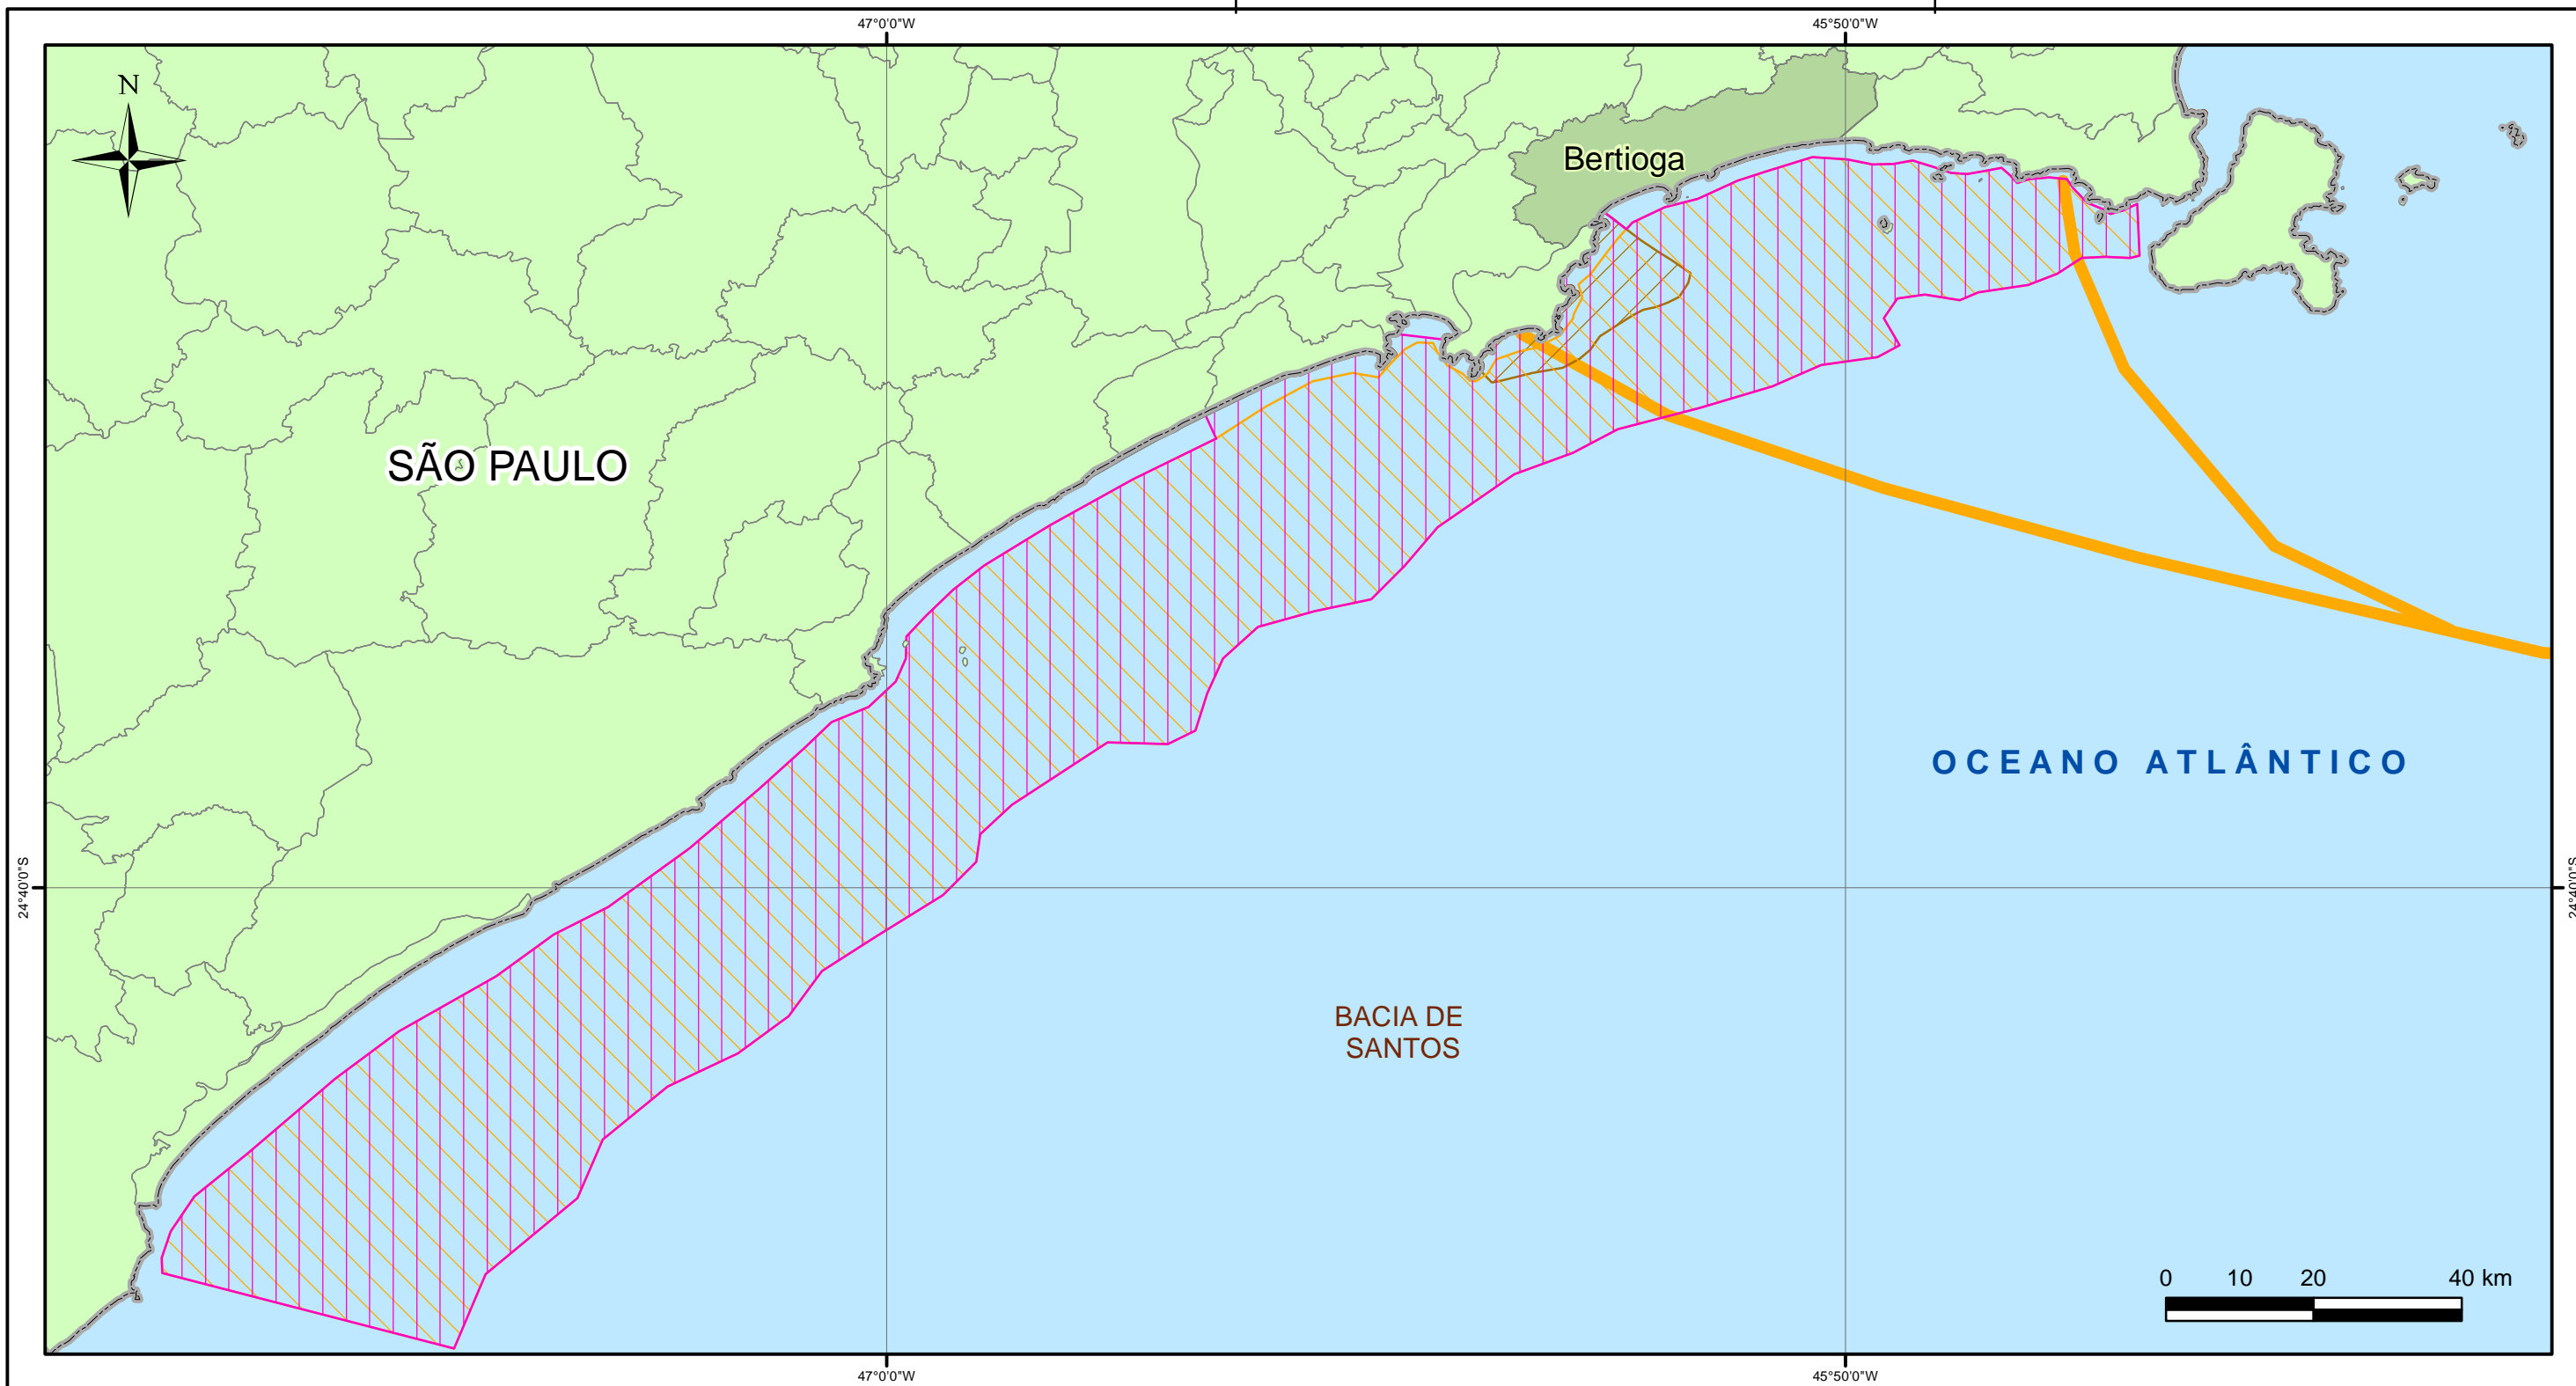 47°0'0"W
45°50'0"W
N
Bertioga
SÃO PAULO
OCEANO ATLÂNTICO
24°40'0"S
24°40'0"S
BACIA DE
SANTOS
0 10 20 40 km
47°0'0"W
45°50'0"W